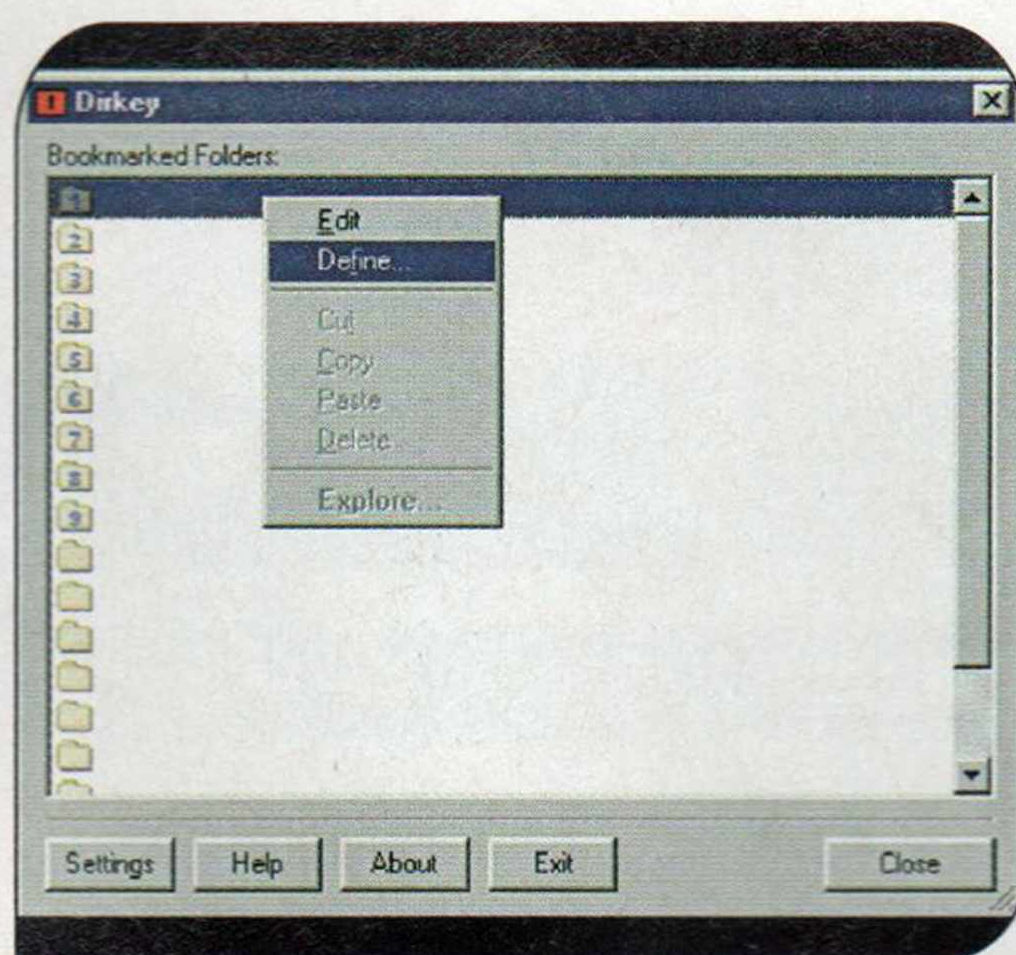 Dirkey
Bookmarked Folders:
1
2
3
4
5
6
7
8
9
Edit
Define...
Cut
Copy
Paste
Delete
Explore...
Settings
Help
About
Exit
Close